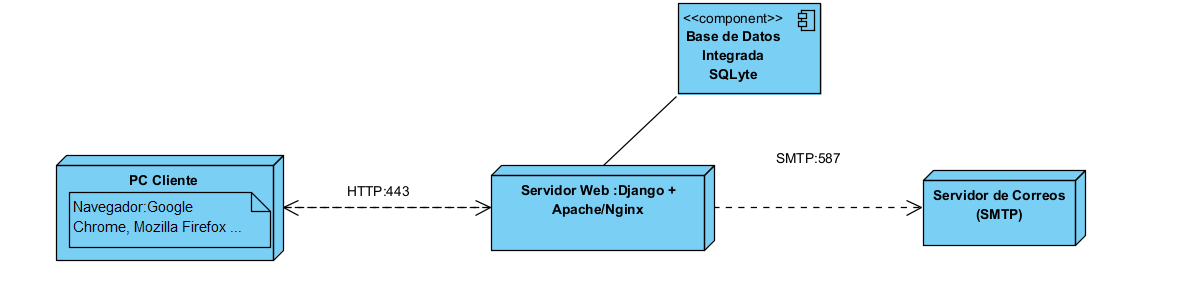 <<component>>
Base de Datos
Integrada
SQLyte
SMTP:587
PC Cliente
Navegador:Google
Chrome, Mozilla Firefox ...
HTTP:443
Servidor Web :Django +
Apache/Nginx
Servidor de Correos
(SMTP)